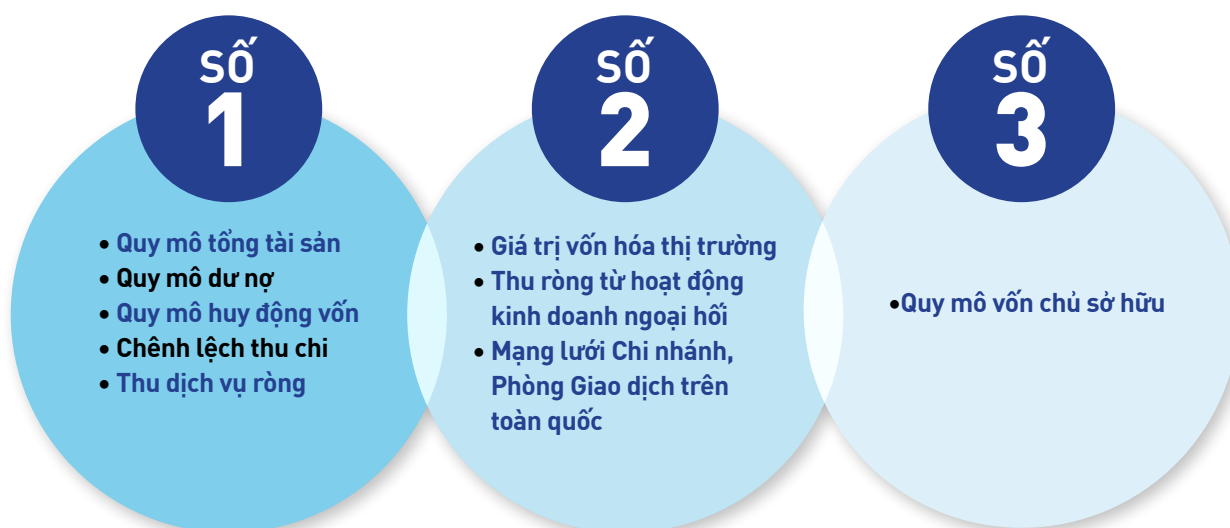 SỐ
1
• Quy mô tổng tài sản
• Quy mô dư nợ
• Quy mô huy động vốn
• Chênh lệch thu chi
• Thu dịch vụ ròng
SỐ
2
• Giá trị vốn hóa thị trường
• Thu ròng từ hoạt động
kinh doanh ngoại hối
• Mạng lưới Chi nhánh,
Phòng Giao dịch trên
toàn quốc
SỐ
3
•Quy mô vốn chủ sở hữu